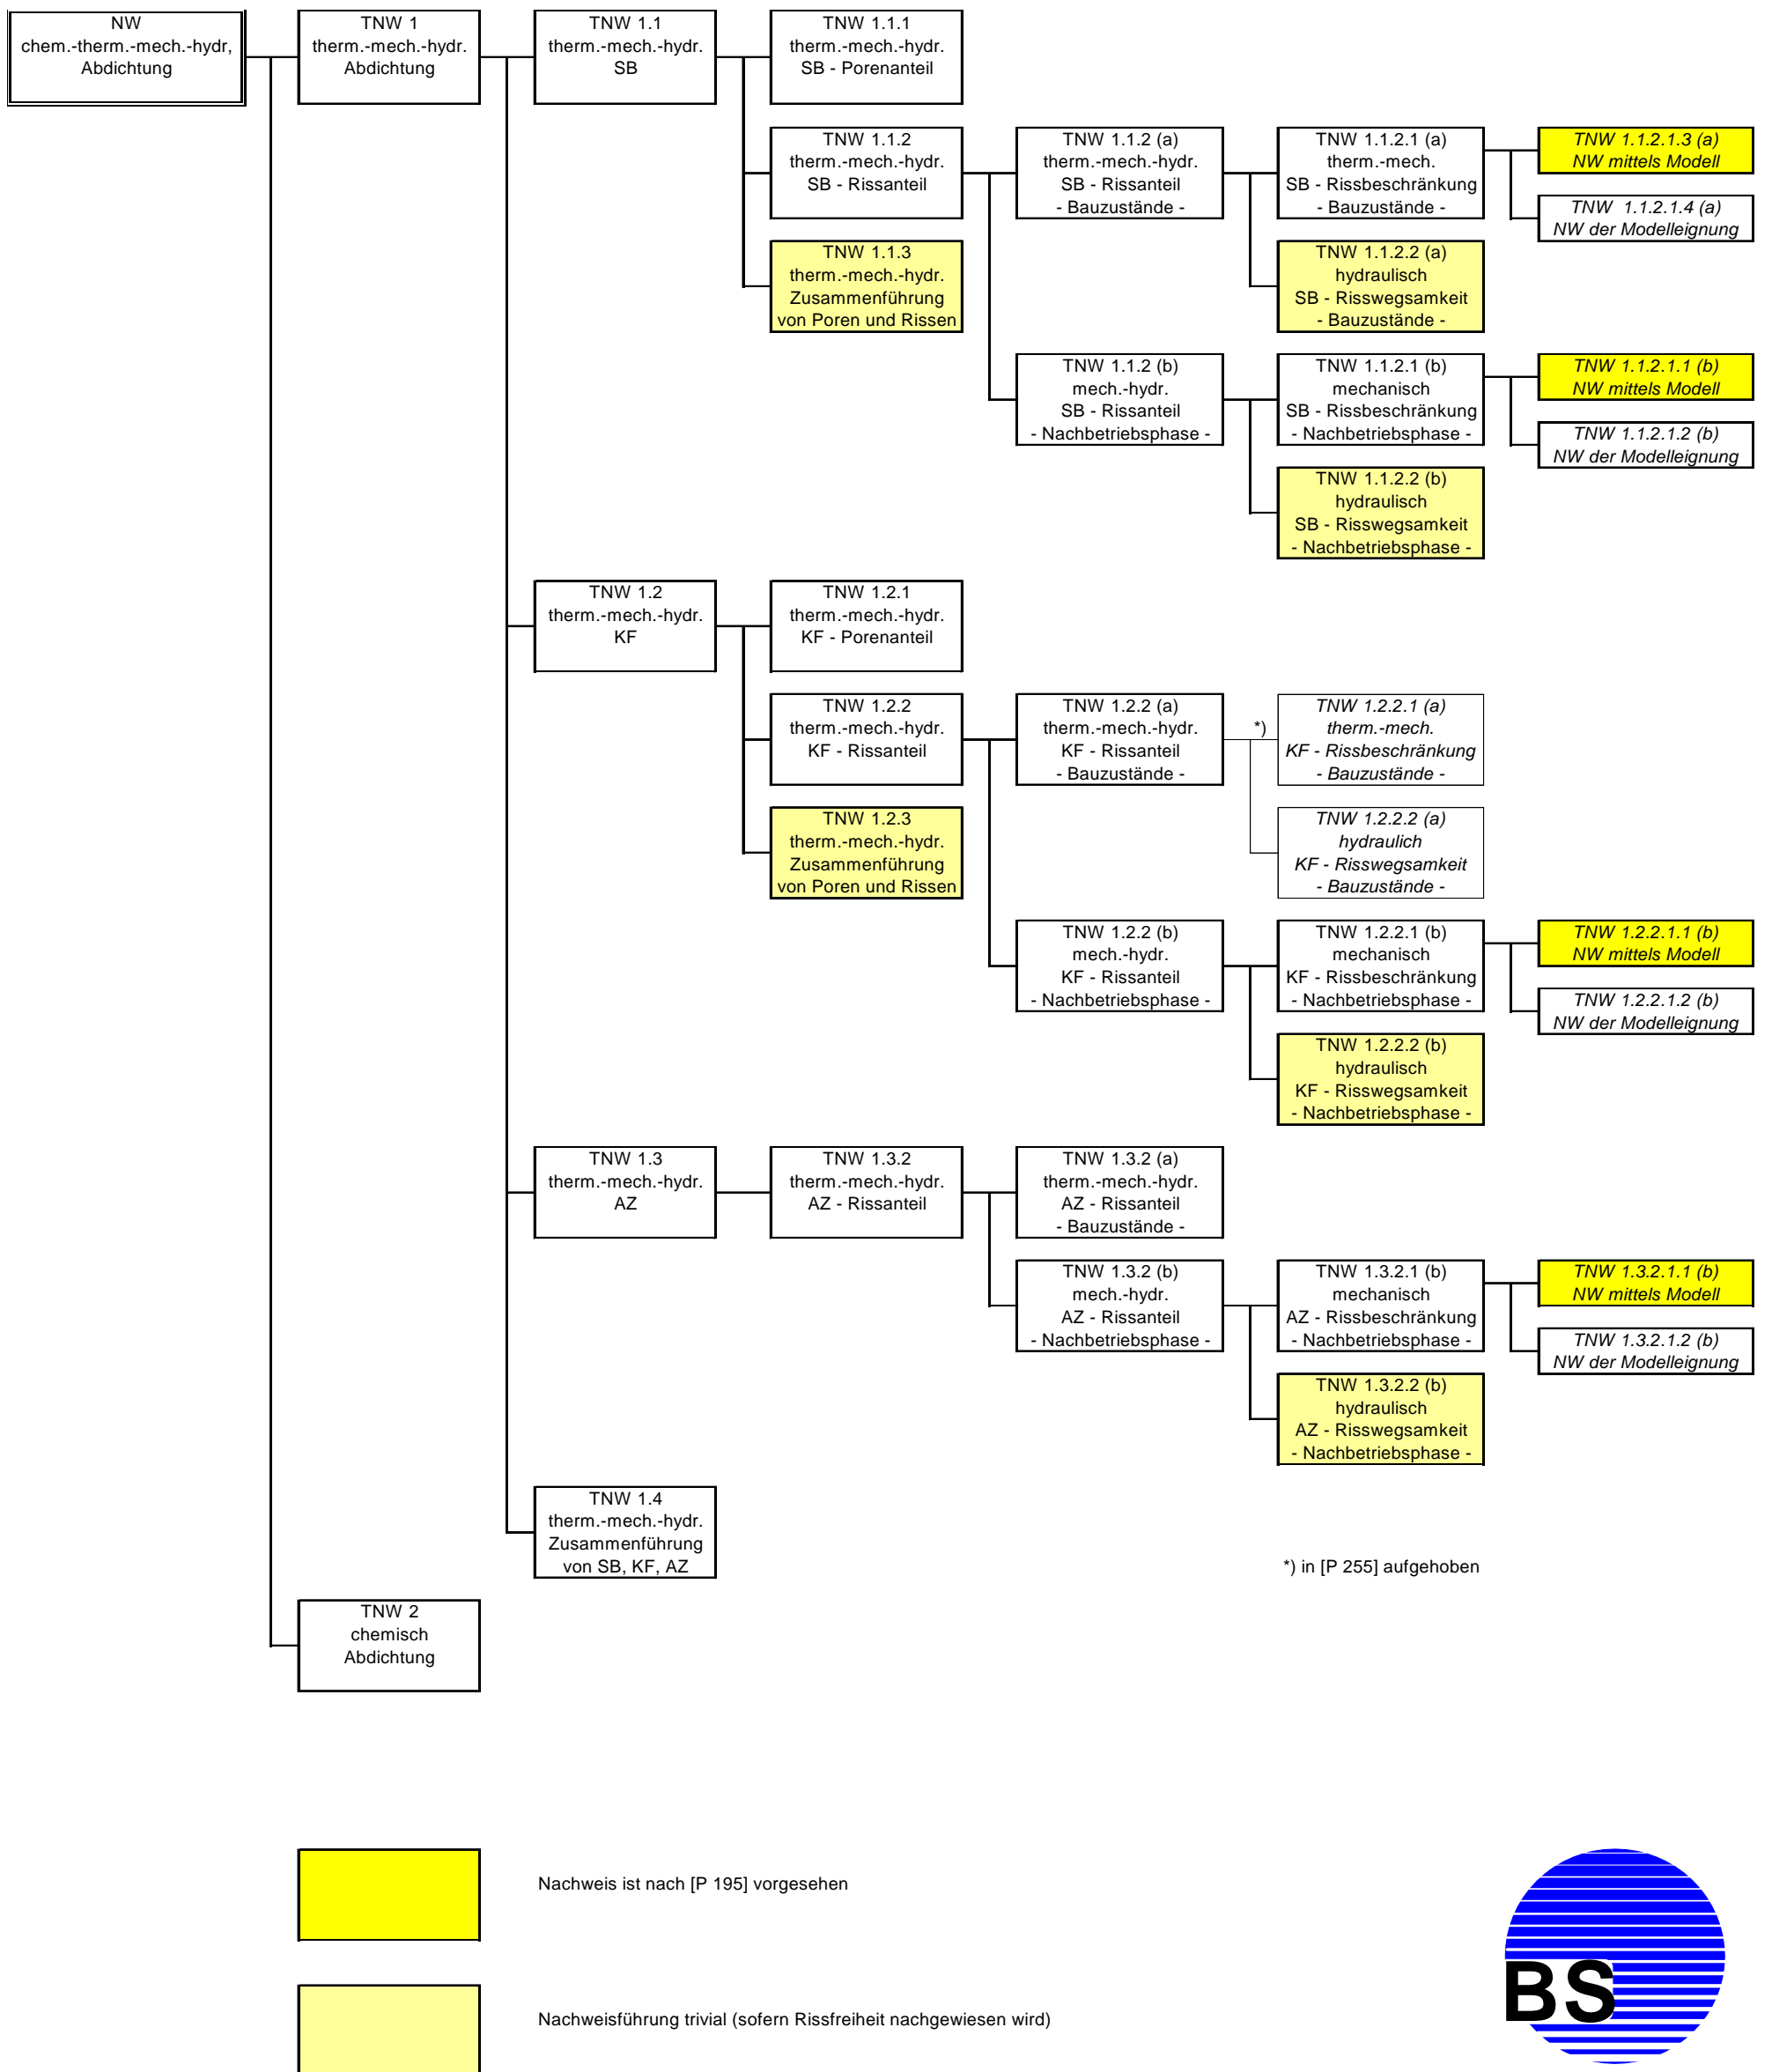 NW
chem.-therm.-mech.-hydr,
Abdichtung
TNW 1
therm.-mech.-hydr.
Abdichtung
TNW 1.1
therm.-mech.-hydr.
SB
TNW 1.1.1
therm.-mech.-hydr.
SB - Porenanteil
TNW 1.1.2
therm.-mech.-hydr.
SB - Rissanteil
TNW 1.1.2 (a)
therm.-mech-hydr.
SB - Rissanteil
- Bauzustände -
TNW 1.1.2.1 (a)
therm.-mech.
SB - Rissbeschränkung
- Bauzustände -
TNW 1.1.2.1.3 (a)
NW mittels Modell
TNW 1.1.2.1.4 (a)
NW der Modelleignung
TNW 1.1.3
therm.-mech.-hydr.
Zusammenführung
von Poren und Rissen
TNW 1.1.2.2 (a)
hydraulisch
SB - Risswegsamkeit
- Bauzustände -
TNW 1.1.2 (b)
mech.-hydr.
SB - Rissanteil
- Nachbetriebsphase -
TNW 1.1.2.1 (b)
mechanisch
SB - Rissbeschränkung
- Nachbetriebsphase -
TNW 1.1.2.1.1 (b)
NW mittels Modell
TNW 1.1.2.1.2 (b)
NW der Modelleignung
TNW 1.1.2.2 (b)
hydraulisch
SB - Risswegsamkeit
- Nachbetriebsphase -
TNW 1.2
therm.-mech.-hydr.
KF
TNW 1.2.1
therm.-mech.-hydr.
KF - Porenanteil
TNW 1.2.2
therm.-mech.-hydr.
KF - Rissanteil
TNW 1.2.2 (a)
therm.-mech-hydr.
KF - Rissanteil
- Bauzustände -
*)
TNW 1.2.2.1 (a)
therm.-mech.
KF - Rissbeschränkung
- Bauzustände -
TNW 1.2.3
therm.-mech.-hydr.
Zusammenführung
von Poren und Rissen
TNW 1.2.2.2 (a)
hydraulich
KF - Risswegsamkeit
- Bauzustände -
TNW 1.2.2 (b)
mech.-hydr.
KF - Rissanteil
- Nachbetriebsphase -
TNW 1.2.2.1 (b)
mechanisch
KF - Rissbeschränkung
- Nachbetriebsphase -
TNW 1.2.2.1.1 (b)
NW mittels Modell
TNW 1.2.2.1.2 (b)
NW der Modelleignung
TNW 1.2.2.2 (b)
hydraulisch
KF - Risswegsamkeit
- Nachbetriebsphase -
TNW 1.3
therm.-mech.-hydr.
AZ
TNW 1.3.2
therm.-mech.-hydr.
AZ - Rissanteil
TNW 1.3.2 (a)
therm.-mech.-hydr.
AZ - Rissanteil
- Bauzustände -
TNW 1.3.2 (b)
mech.-hydr.
AZ - Rissanteil
- Nachbetriebsphase -
TNW 1.3.2.1 (b)
mechanisch
AZ - Rissbeschränkung
- Nachbetriebsphase -
TNW 1.3.2.1.1 (b)
NW mittels Modell
TNW 1.3.2.1.2 (b)
NW der Modelleignung
TNW 1.3.2.2 (b)
hydraulisch
AZ - Risswegsamkeit
- Nachbetriebsphase -
TNW 1.4
therm.-mech.-hydr.
Zusammenführung
von SB, KF, AZ
*) in [P 255] aufgehoben
TNW 2
chemisch
Abdichtung
Nachweis ist nach [P 195] vorgesehen
Nachweisführung trivial (sofern Rissfreiheit nachgewiesen wird)
BS